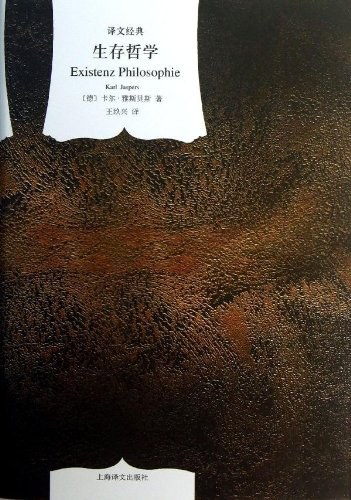 译文经典
生存哲学
Existenz Philosophie
Karl Jaspers
〔德〕卡尔·雅斯贝斯 著
王玖兴 译
上海译文出版社